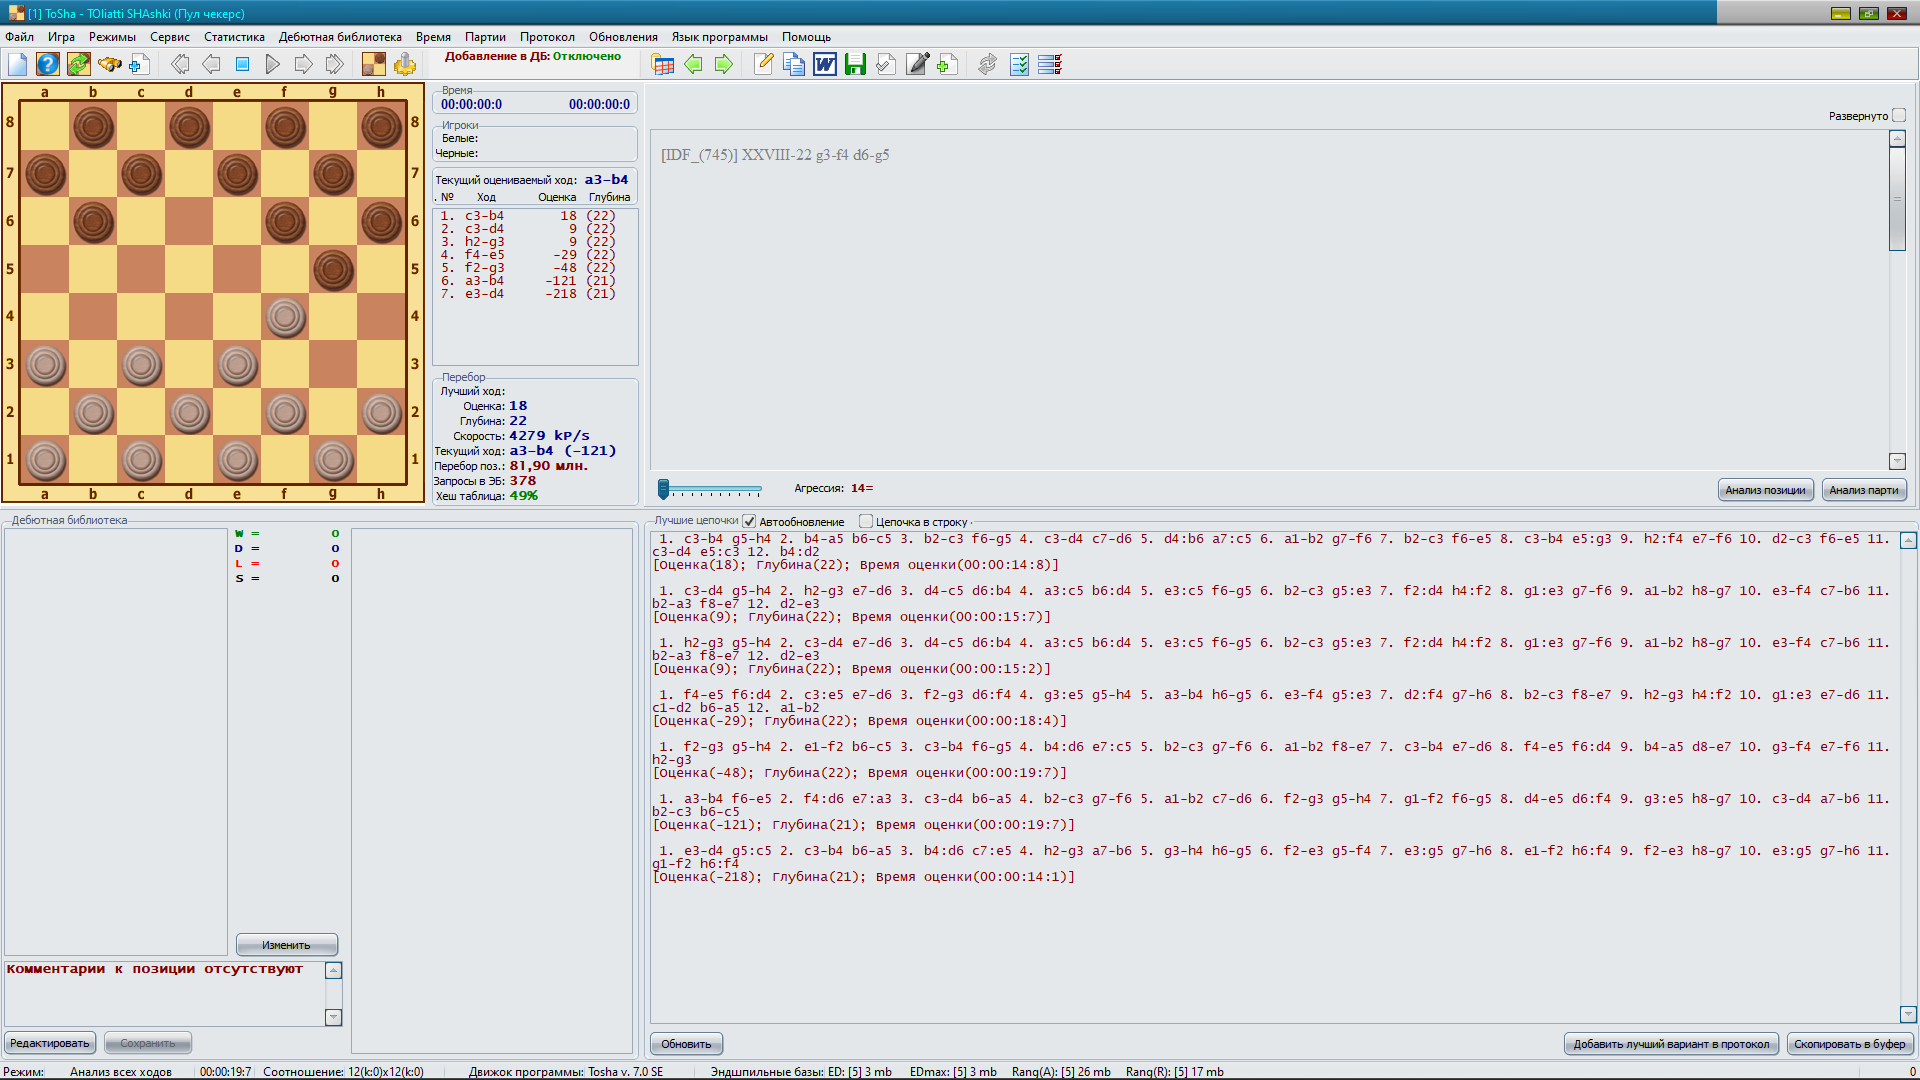 [1] ToSha - TOliatti SHAshki (Пул чекерс)
Файл Игра Режимы Сервис Статистика Дебютная библиотека Время Партии Протокол Обновления Язык программы Помощь
Добавление в ДБ: Отключено
a b c d e f g h
8 8
7 7
6 6
5 5
4 4
3 3
2 2
1 1
a b c d e f g h
Время
00:00:00:0 00:00:00:0
Игроки
Белые:
Черные:
Текущий оцениваемый ход: a3-b4
. № Ход Оценка Глубина
1. c3-b4 18 (22)
2. c3-d4 9 (22)
3. h2-g3 9 (22)
4. f4-e5 -29 (22)
5. f2-g3 -48 (22)
6. a3-b4 -121 (21)
7. e3-d4 -218 (21)
Перебор
Лучший ход:
Оценка: 18
Глубина: 22
Скорость: 4279 kP/s
Текущий ход: a3-b4 (-121)
Перебор поз.: 81,90 млн.
Запросы в ЭБ: 378
Хеш таблица: 49%
Развернуто
[IDF_(745)] XXVIII-22 g3-f4 d6-g5
Агрессия: 14=
Анализ позиции Анализ парти
Дебютная библиотека
W = 0
D = 0
L = 0
S = 0
Изменить
Комментарии к позиции отсутствуют
Редактировать Сохранить
Лучшие цепочки Автообновление Цепочка в строку
1. c3-b4 g5-h4 2. b4-a5 b6-c5 3. b2-c3 f6-g5 4. c3-d4 c7-d6 5. d4:b6 a7:c5 6. a1-b2 g7-f6 7. b2-c3 f6-e5 8. c3-b4 e5:g3 9. h2:f4 e7-f6 10. d2-c3 f6-e5 11.
c3-d4 e5:c3 12. b4:d2
[Оценка(18); Глубина(22); Время оценки(00:00:14:8)]
1. c3-d4 g5-h4 2. h2-g3 e7-d6 3. d4-c5 d6:b4 4. a3:c5 b6:d4 5. e3:c5 f6-g5 6. b2-c3 g5:e3 7. f2:d4 h4:f2 8. g1:e3 g7-f6 9. a1-b2 h8-g7 10. e3-f4 c7-b6 11.
b2-a3 f8-e7 12. d2-e3
[Оценка(9); Глубина(22); Время оценки(00:00:15:7)]
1. h2-g3 g5-h4 2. c3-d4 e7-d6 3. d4-c5 d6:b4 4. a3:c5 b6:d4 5. e3:c5 f6-g5 6. b2-c3 g5:e3 7. f2:d4 h4:f2 8. g1:e3 g7-f6 9. a1-b2 h8-g7 10. e3-f4 c7-b6 11.
b2-a3 f8-e7 12. d2-e3
[Оценка(9); Глубина(22); Время оценки(00:00:15:2)]
1. f4-e5 f6:d4 2. c3:e5 e7-d6 3. f2-g3 d6:f4 4. g3:e5 g5-h4 5. a3-b4 h6-g5 6. e3-f4 g5:e3 7. d2:f4 g7-h6 8. b2-c3 f8-e7 9. h2-g3 h4:f2 10. g1:e3 e7-d6 11.
c1-d2 b6-a5 12. a1-b2
[Оценка(-29); Глубина(22); Время оценки(00:00:18:4)]
1. f2-g3 g5-h4 2. e1-f2 b6-c5 3. c3-b4 f6-g5 4. b4:d6 e7:c5 5. b2-c3 g7-f6 6. a1-b2 f8-e7 7. c3-b4 e7-d6 8. f4-e5 f6:d4 9. b4-a5 d8-e7 10. g3-f4 e7-f6 11.
h2-g3
[Оценка(-48); Глубина(22); Время оценки(00:00:19:7)]
1. a3-b4 f6-e5 2. f4:d6 e7:a3 3. c3-d4 b6-a5 4. b2-c3 g7-f6 5. a1-b2 c7-d6 6. f2-g3 g5-h4 7. g1-f2 f6-g5 8. d4-e5 d6:f4 9. g3:e5 h8-g7 10. c3-d4 a7-b6 11.
b2-c3 b6-c5
[Оценка(-121); Глубина(21); Время оценки(00:00:19:7)]
1. e3-d4 g5:c5 2. c3-b4 b6-a5 3. b4:d6 c7:e5 4. h2-g3 a7-b6 5. g3-h4 h6-g5 6. f2-e3 g5-f4 7. e3:g5 g7-h6 8. e1-f2 h6:f4 9. f2-e3 h8-g7 10. e3:g5 g7-h6 11.
g1-f2 h6:f4
[Оценка(-218); Глубина(21); Время оценки(00:00:14:1)]
Обновить Добавить лучший вариант в протокол Скопировать в буфер
Режим: Анализ всех ходов 00:00:19:7 Соотношение: 12(k:0)x12(k:0) Движок программы: Tosha v. 7.0 SE Эндшпильные базы: ED: [5] 3 mb EDmax: [5] 3 mb Rang(A): [5] 26 mb Rang(R): [5] 17 mb 0